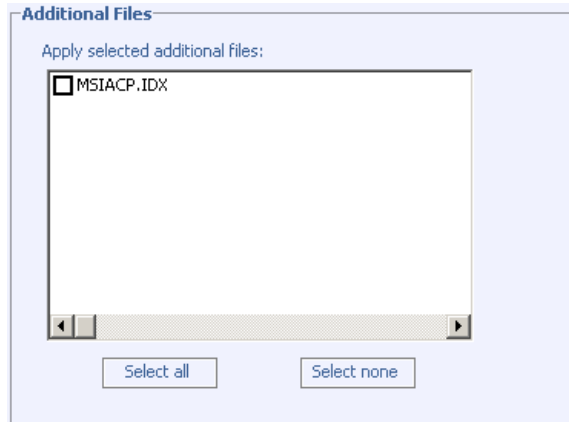 Additional Files
Apply selected additional files:
MSIACP.IDX
Select all
Select none